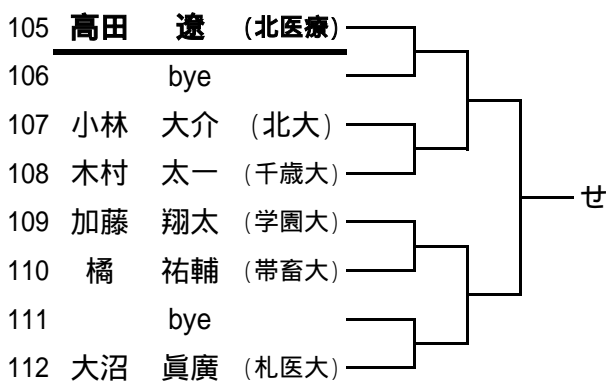 105 高田 遼 (北医療)
106 bye
107 小林 大介 (北大)
108 木村 太一 (千歳大)
109 加藤 翔太 (学園大)
110 橘 祐輔 (帯畜大)
111 bye
112 大沼 眞廣 (札医大)
せ